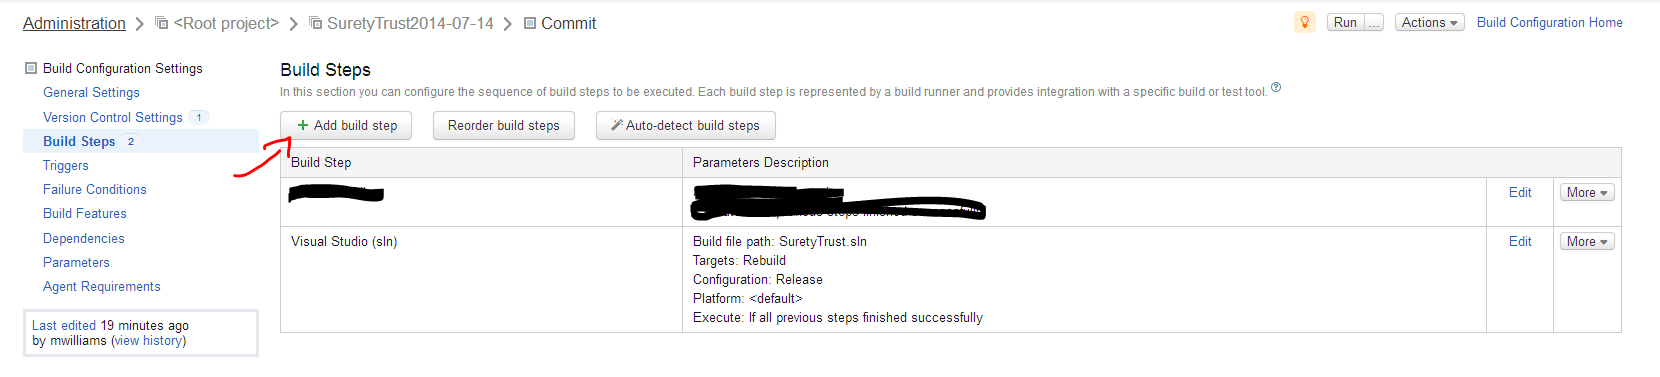 Administration > <Root project> > SuretyTrust2014-07-14 > Commit
Run ... Actions Build Configuration Home
Build Configuration Settings
General Settings
Version Control Settings 1
Build Steps 2
Triggers
Failure Conditions
Build Features
Dependencies
Parameters
Agent Requirements
Last edited 19 minutes ago
by mwilliams (view history)
Build Steps
In this section you can configure the sequence of build steps to be executed. Each build step is represented by a build runner and provides integration with a specific build or test tool. ?
+ Add build step Reorder build steps Auto-detect build steps
Build Step Parameters Description
Edit More
Visual Studio (sln) Build file path: SuretyTrust.sln Edit More
Targets: Rebuild
Configuration: Release
Platform: <default>
Execute: If all previous steps finished successfully